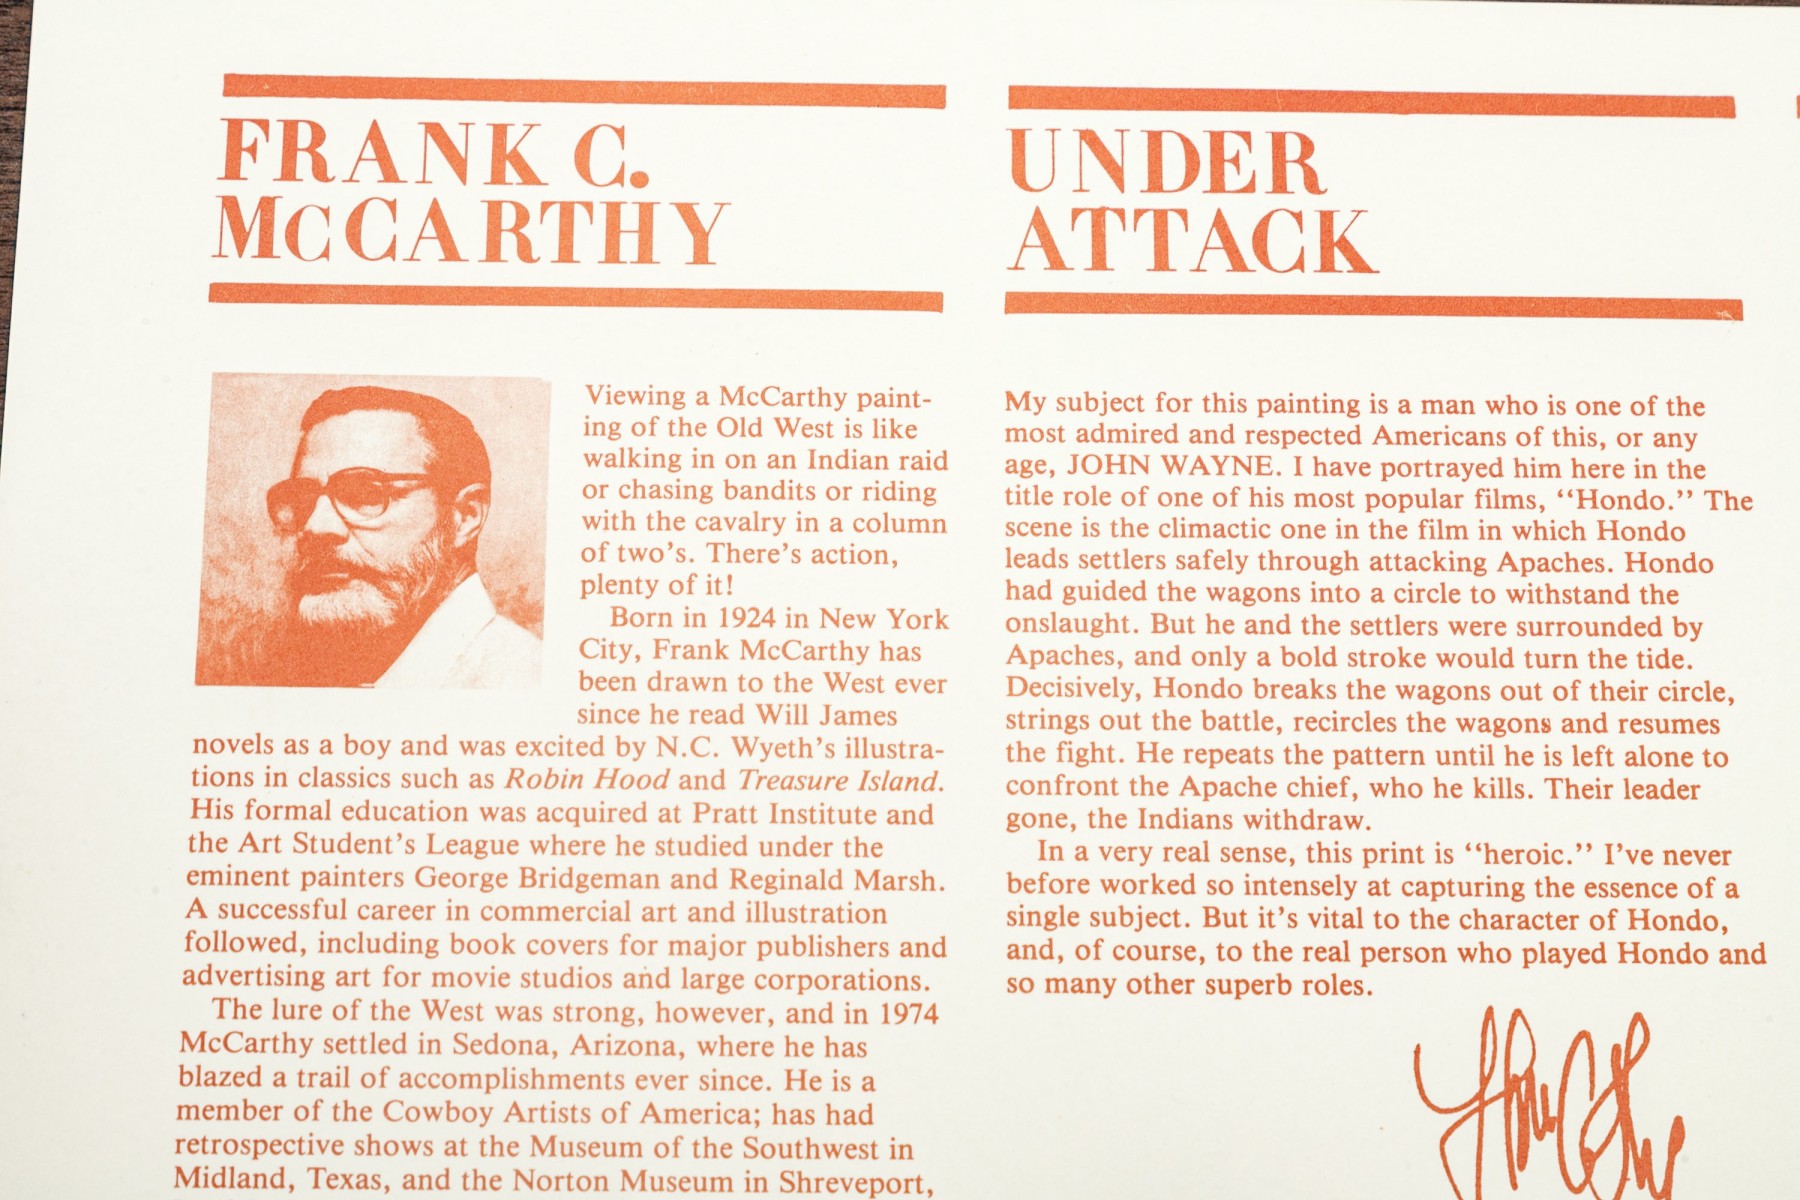 FRANK C.
McCARTHY
Viewing a McCarthy paint-
ing of the Old West is like
walking in on an Indian raid
or chasing bandits or riding
with the cavalry in a column
of two's. There's action,
plenty of it!
Born in 1924 in New York
City, Frank McCarthy has
been drawn to the West ever
since he read Will James
novels as a boy and was excited by N.C. Wyeth's illustra-
tions in classics such as Robin Hood and Treasure Island.
His formal education was acquired at Pratt Institute and
the Art Student's League where he studied under the
eminent painters George Bridgeman and Reginald Marsh.
A successful career in commercial art and illustration
followed, including book covers for major publishers and
advertising art for movie studios and large corporations.
The lure of the West was strong, however, and in 1974
McCarthy settled in Sedona, Arizona, where he has
blazed a trail of accomplishments ever since. He is a
member of the Cowboy Artists of America; has had
retrospective shows at the Museum of the Southwest in
Midland, Texas, and the Norton Museum in Shreveport,
UNDER
ATTACK
My subject for this painting is a man who is one of the
most admired and respected Americans of this, or any
age, JOHN WAYNE. I have portrayed him here in the
title role of one of his most popular films, "Hondo." The
scene is the climactic one in the film in which Hondo
leads settlers safely through attacking Apaches. Hondo
had guided the wagons into a circle to withstand the
onslaught. But he and the settlers were surrounded by
Apaches, and only a bold stroke would turn the tide.
Decisively, Hondo breaks the wagons out of their circle,
strings out the battle, recircles the wagons and resumes
the fight. He repeats the pattern until he is left alone to
confront the Apache chief, who he kills. Their leader
gone, the Indians withdraw.
In a very real sense, this print is "heroic." I've never
before worked so intensely at capturing the essence of a
single subject. But it's vital to the character of Hondo,
and, of course, to the real person who played Hondo and
so many other superb roles.